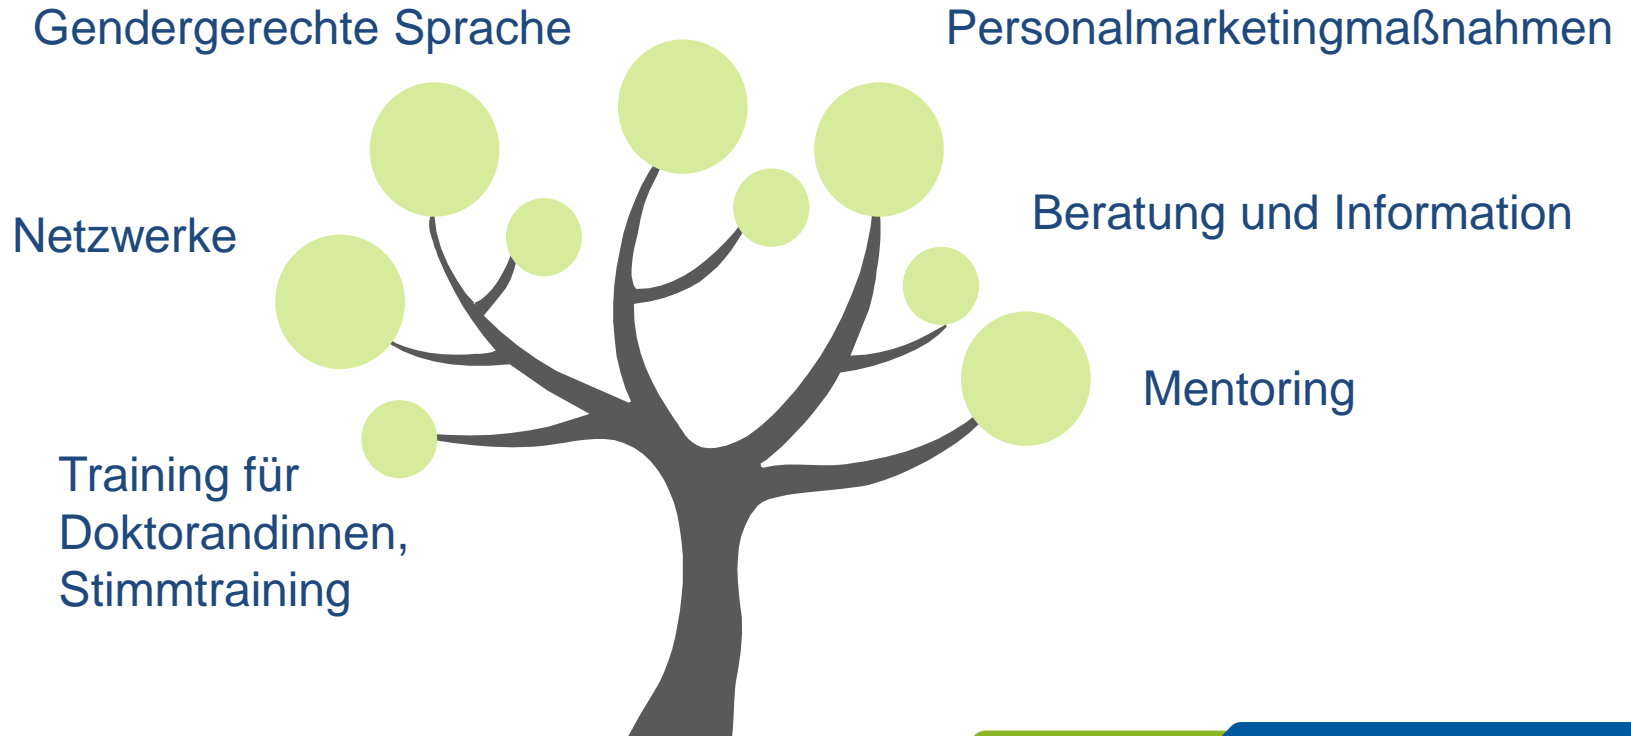 Gendergerechte Sprache
Personalmarketingmaßnahmen
Netzwerke
Beratung und Information
Mentoring
Training für
Doktorandinnen,
Stimmtraining